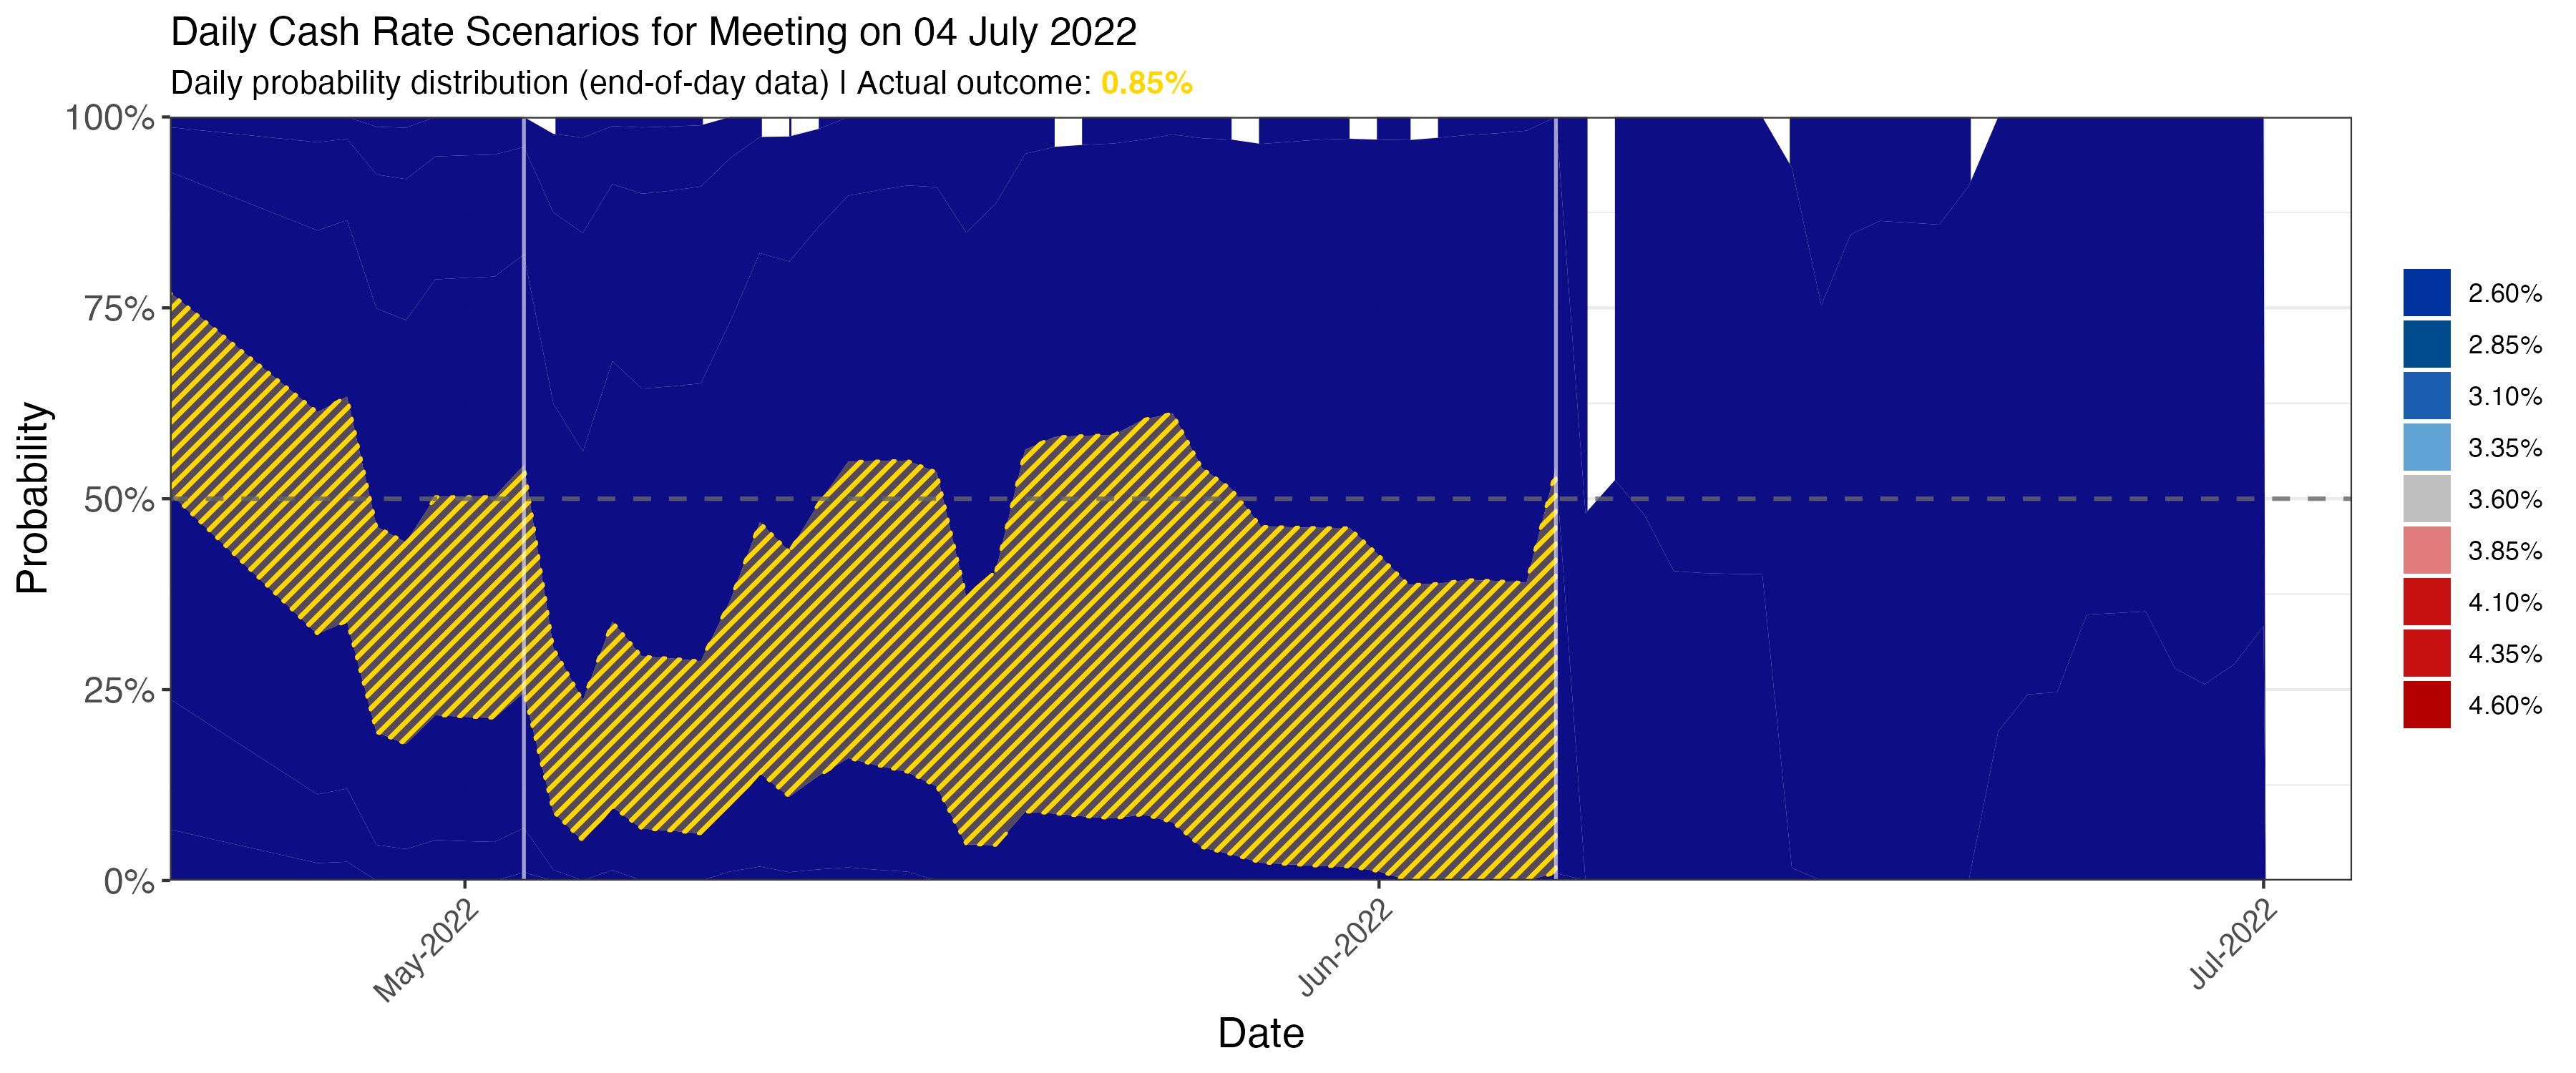 Daily Cash Rate Scenarios for Meeting on 04 July 2022
Daily probability distribution (end-of-day data) | Actual outcome: 0.85%
100%
75%
50%
25%
0%
Probability
May-2022
Jun-2022
Jul-2022
Date
2.60%
2.85%
3.10%
3.35%
3.60%
3.85%
4.10%
4.35%
4.60%